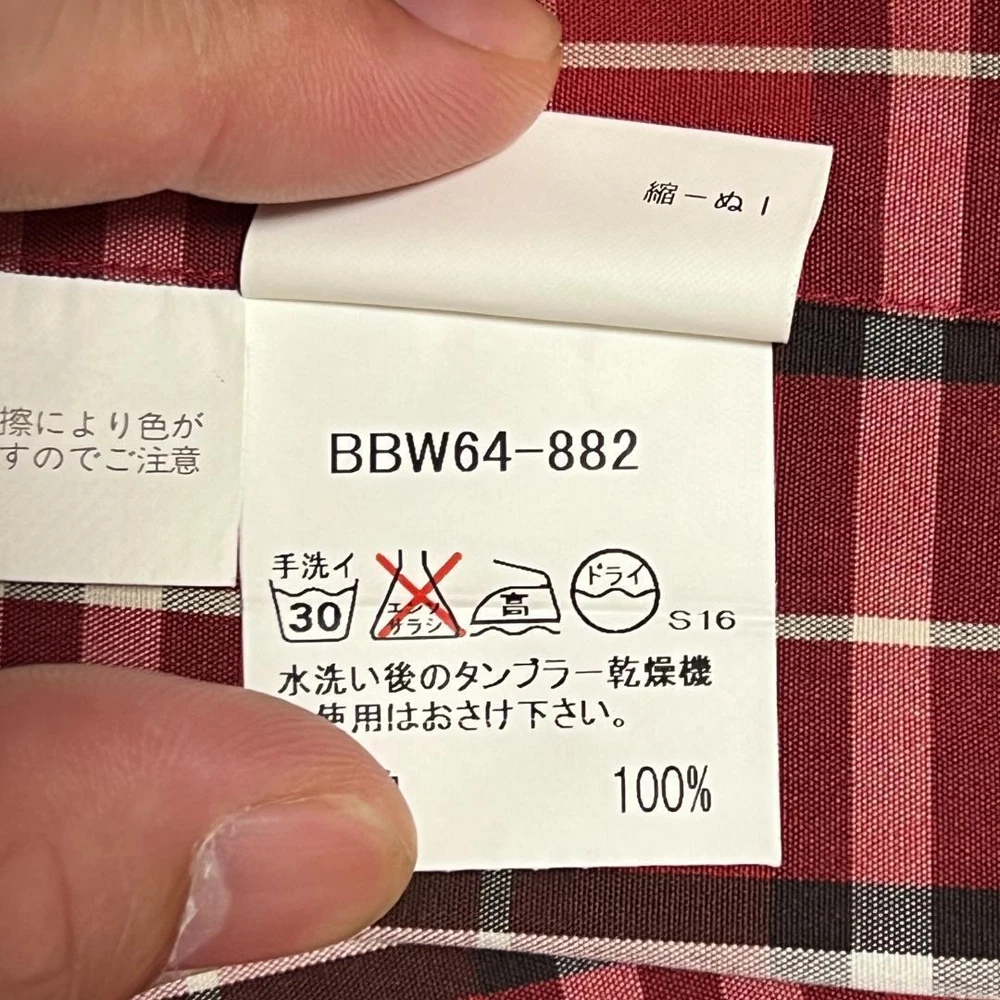 縮ーぬI
擦により色が
すのでご注意
BBW64-882
手洗イ
30
エンソ
サラシ
高
ドライ
S16
水洗い後のタンブラー乾燥機
使用はおさけ下さい。
100%